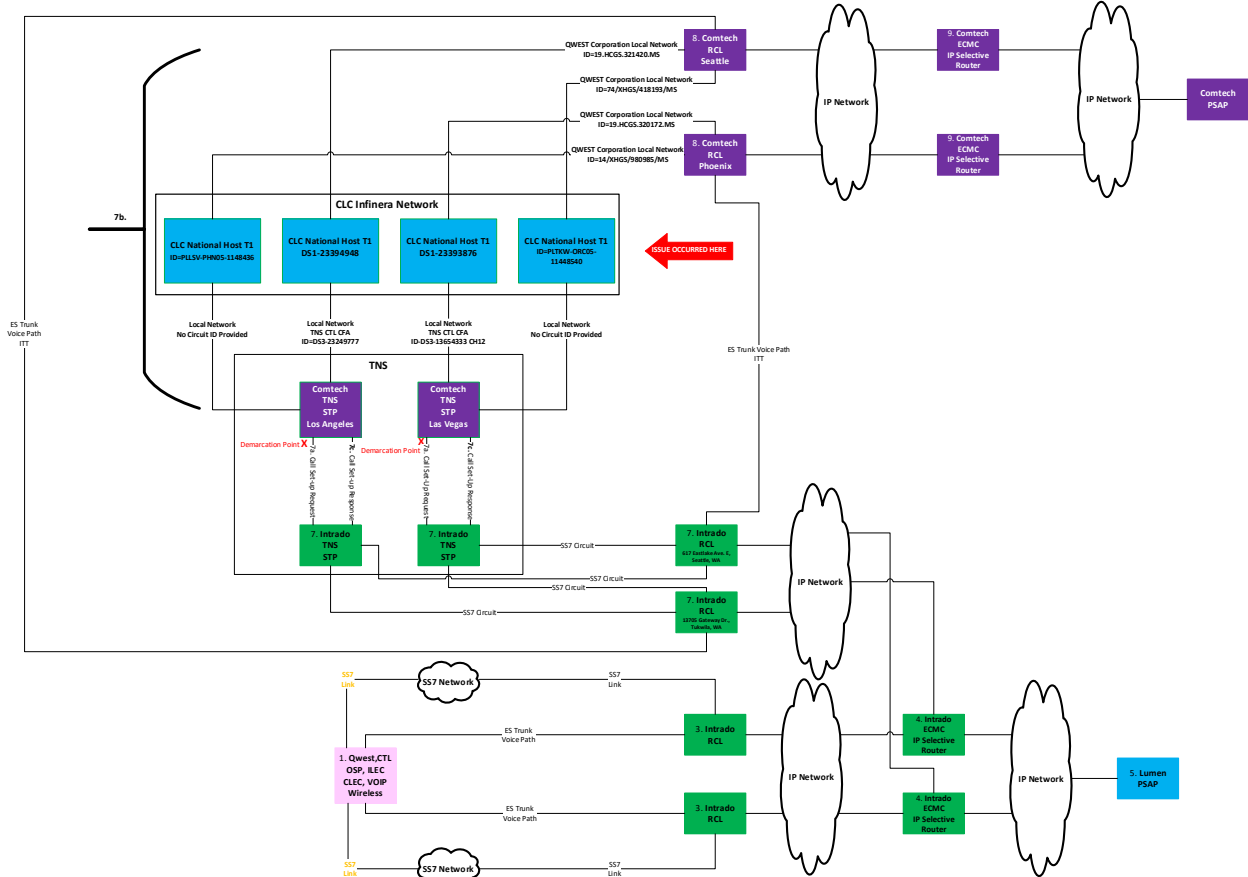 QWEST Corporation Local Network
ID=19.HCGS.321420.MS
8. Comtech
RCL
Seattle
9. Comtech
ECMC
IP Selective
Router
QWEST Corporation Local Network
ID=74/XHGS/418193/MS
IP Network
IP Network
Comtech
PSAP
QWEST Corporation Local Network
ID=19.HCGS.320172.MS
QWEST Corporation Local Network
ID=14/XHGS/980985/MS
8. Comtech
RCL
Phoenix
9. Comtech
ECMC
IP Selective
Router
7b.
CLC Infinera Network
CLC National Host T1
ID=PLLSV-PHN05-1148436
CLC National Host T1
DS1-23394948
CLC National Host T1
DS1-23393876
CLC National Host T1
ID=PLTKW-ORC05-
11448540
ISSUE OCCURRED HERE
ES Trunk
Voice Path
ITT
Local Network
No Circuit ID Provided
Local Network
TNS CTL CFA
ID=DS3-23249777
Local Network
TNS CTL CFA
ID-DS3-13654333 CH12
Local Network
No Circuit ID Provided
ES Trunk Voice Path
ITT
TNS
Comtech
TNS
STP
Los Angeles
Comtech
TNS
STP
Las Vegas
Demarcation Point X
Demarcation Point
X
7a. Call Set-up Request
7c. Call Set-up Response
7a. Call Set-Up Request
7c. Call Set-Up Response
7. Intrado
TNS
STP
7. Intrado
TNS
STP
SS7 Circuit
7. Intrado
RCL
617 Eastlake Ave. E,
Seattle, WA
SS7 Circuit
SS7 Circuit
SS7 Circuit
7. Intrado
RCL
Gateway Dr.,
Tukwila, WA
IP Network
SS7
Link
SS7 Network
SS7
Link
ES Trunk
Voice Path
3. Intrado
RCL
4. Intrado
ECMC
IP Selective
Router
1. Qwest,CTL
OSP, ILEC
CLEC, VOIP
Wireless
IP Network
IP Network
5. Lumen
PSAP
ES Trunk
Voice Path
3. Intrado
RCL
4. Intrado
ECMC
IP Selective
Router
SS7
Link
SS7 Network
SS7
Link